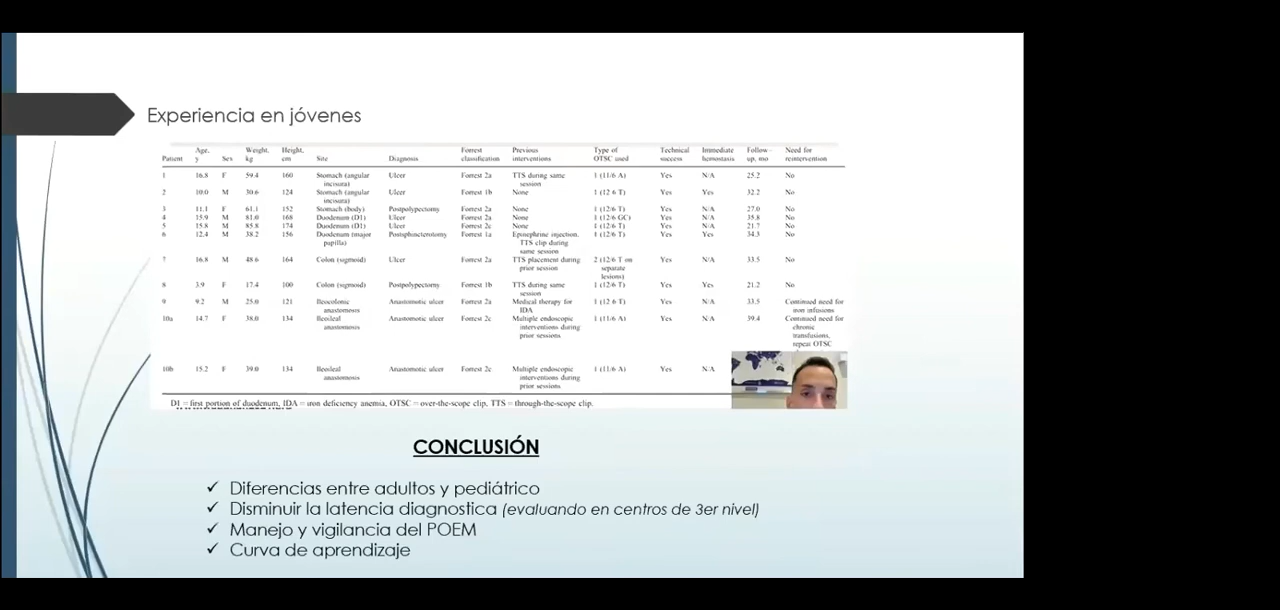 Experiencia en jóvenes
Patient Age, y Sex Weight, kg Height, cm Site Diagnosis Forrest classification Previous interventions Type of OTSC used Technical success Immediate hemostasis Follow-up, mo Need for reintervention
1 16.8 F 59.4 160 Stomach (angular incisura) Ulcer Forrest 2a TTS during same session 1 (11/6 A) Yes N/A 25.2 No
2 10.0 M 30.6 124 Stomach (angular incisura) Ulcer Forrest 1b None 1 (12/6 T) Yes Yes 32.2 No
3 11.1 F 61.1 152 Stomach (body) Postpolypectomy Forrest 2a None 1 (12/6 T) Yes N/A 27.0 No
4 15.9 M 81.0 168 Duodenum (D1) Ulcer Forrest 2a None 1 (12/6 GC) Yes N/A 35.8 No
5 15.8 M 85.8 174 Duodenum (D1) Ulcer Forrest 2c None 1 (12/6 T) Yes N/A 21.7 No
6 12.4 M 38.2 156 Duodenum (major papilla) Postsphincterotomy Forrest 1a Epinephrine injection, TTS clip during same session 1 (12/6 T) Yes Yes 34.3 No
7 16.8 M 48.6 164 Colon (sigmoid) Ulcer Forrest 2a TTS placement during prior session 2 (12/6 T on separate lesions) Yes N/A 33.5 No
8 3.9 F 17.4 100 Colon (sigmoid) Postpolypectomy Forrest 1b TTS during same session 1 (12/6 T) Yes Yes 21.2 No
9 9.2 M 25.0 121 Ileocolonic anastomosis Anastomotic ulcer Forrest 2a Medical therapy for IDA 1 (12/6 T) Yes N/A 33.5 Continued need for iron infusions
10a 14.7 F 38.0 134 Ileoileal anastomosis Anastomotic ulcer Forrest 2c Multiple endoscopic interventions during prior sessions 1 (11/6 A) Yes N/A 39.4 Continued need for chronic transfusions, repeat OTSC
10b 15.2 F 39.0 134 Ileoileal anastomosis Anastomotic ulcer Forrest 2c Multiple endoscopic interventions during prior sessions 1 (11/6 A) Yes N/A
D1 = first portion of duodenum, IDA = iron deficiency anemia, OTSC = over-the-scope clip, TTS = through-the-scope clip.
CONCLUSIÓN
✓ Diferencias entre adultos y pediátrico
✓ Disminuir la latencia diagnostica (evaluando en centros de 3er nivel)
✓ Manejo y vigilancia del POEM
✓ Curva de aprendizaje